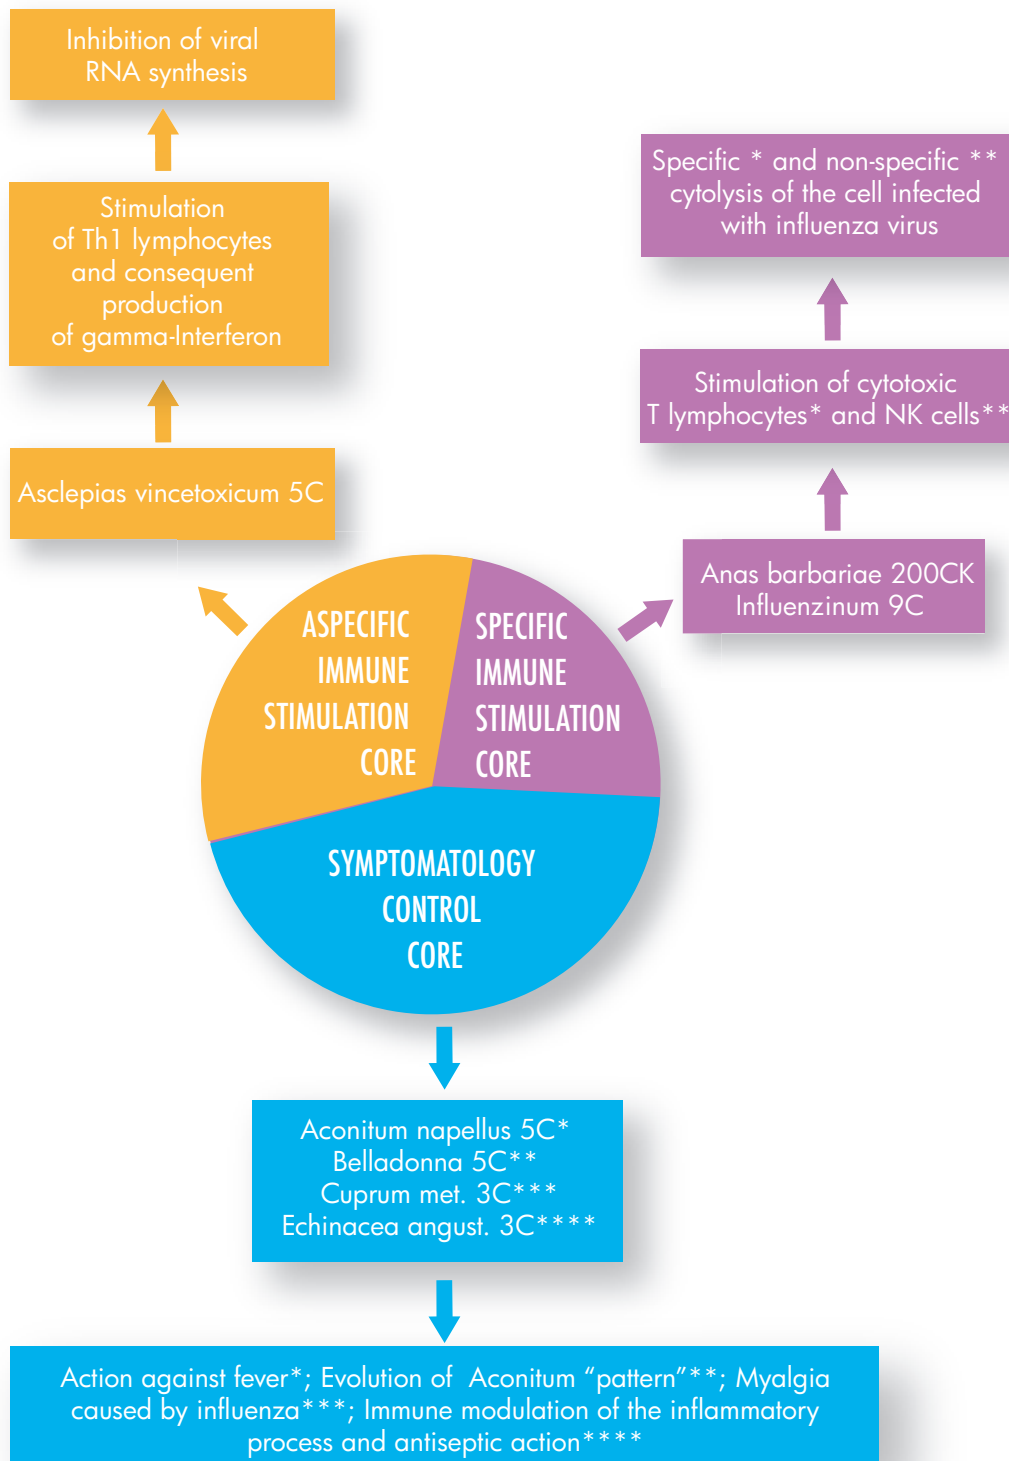 Inhibition of viral
RNA synthesis
Stimulation
of Th1 lymphocytes
and consequent
production
of gamma-Interferon
Asclepias vincetoxicum 5C
Specific * and non-specific **
cytolysis of the cell infected
with influenza virus
Stimulation of cytotoxic
T lymphocytes* and NK cells**
Anas barbariae 200CK
Influenzinum 9C
ASPECIFIC
IMMUNE
STIMULATION
CORE
SPECIFIC
IMMUNE
STIMULATION
CORE
SYMPTOMATOLOGY
CONTROL
CORE
Aconitum napellus 5C*
Belladonna 5C**
Cuprum met. 3C***
Echinacea angust. 3C****
Action against fever*; Evolution of Aconitum “pattern”**; Myalgia
caused by influenza***; Immune modulation of the inflammatory
process and antiseptic action****